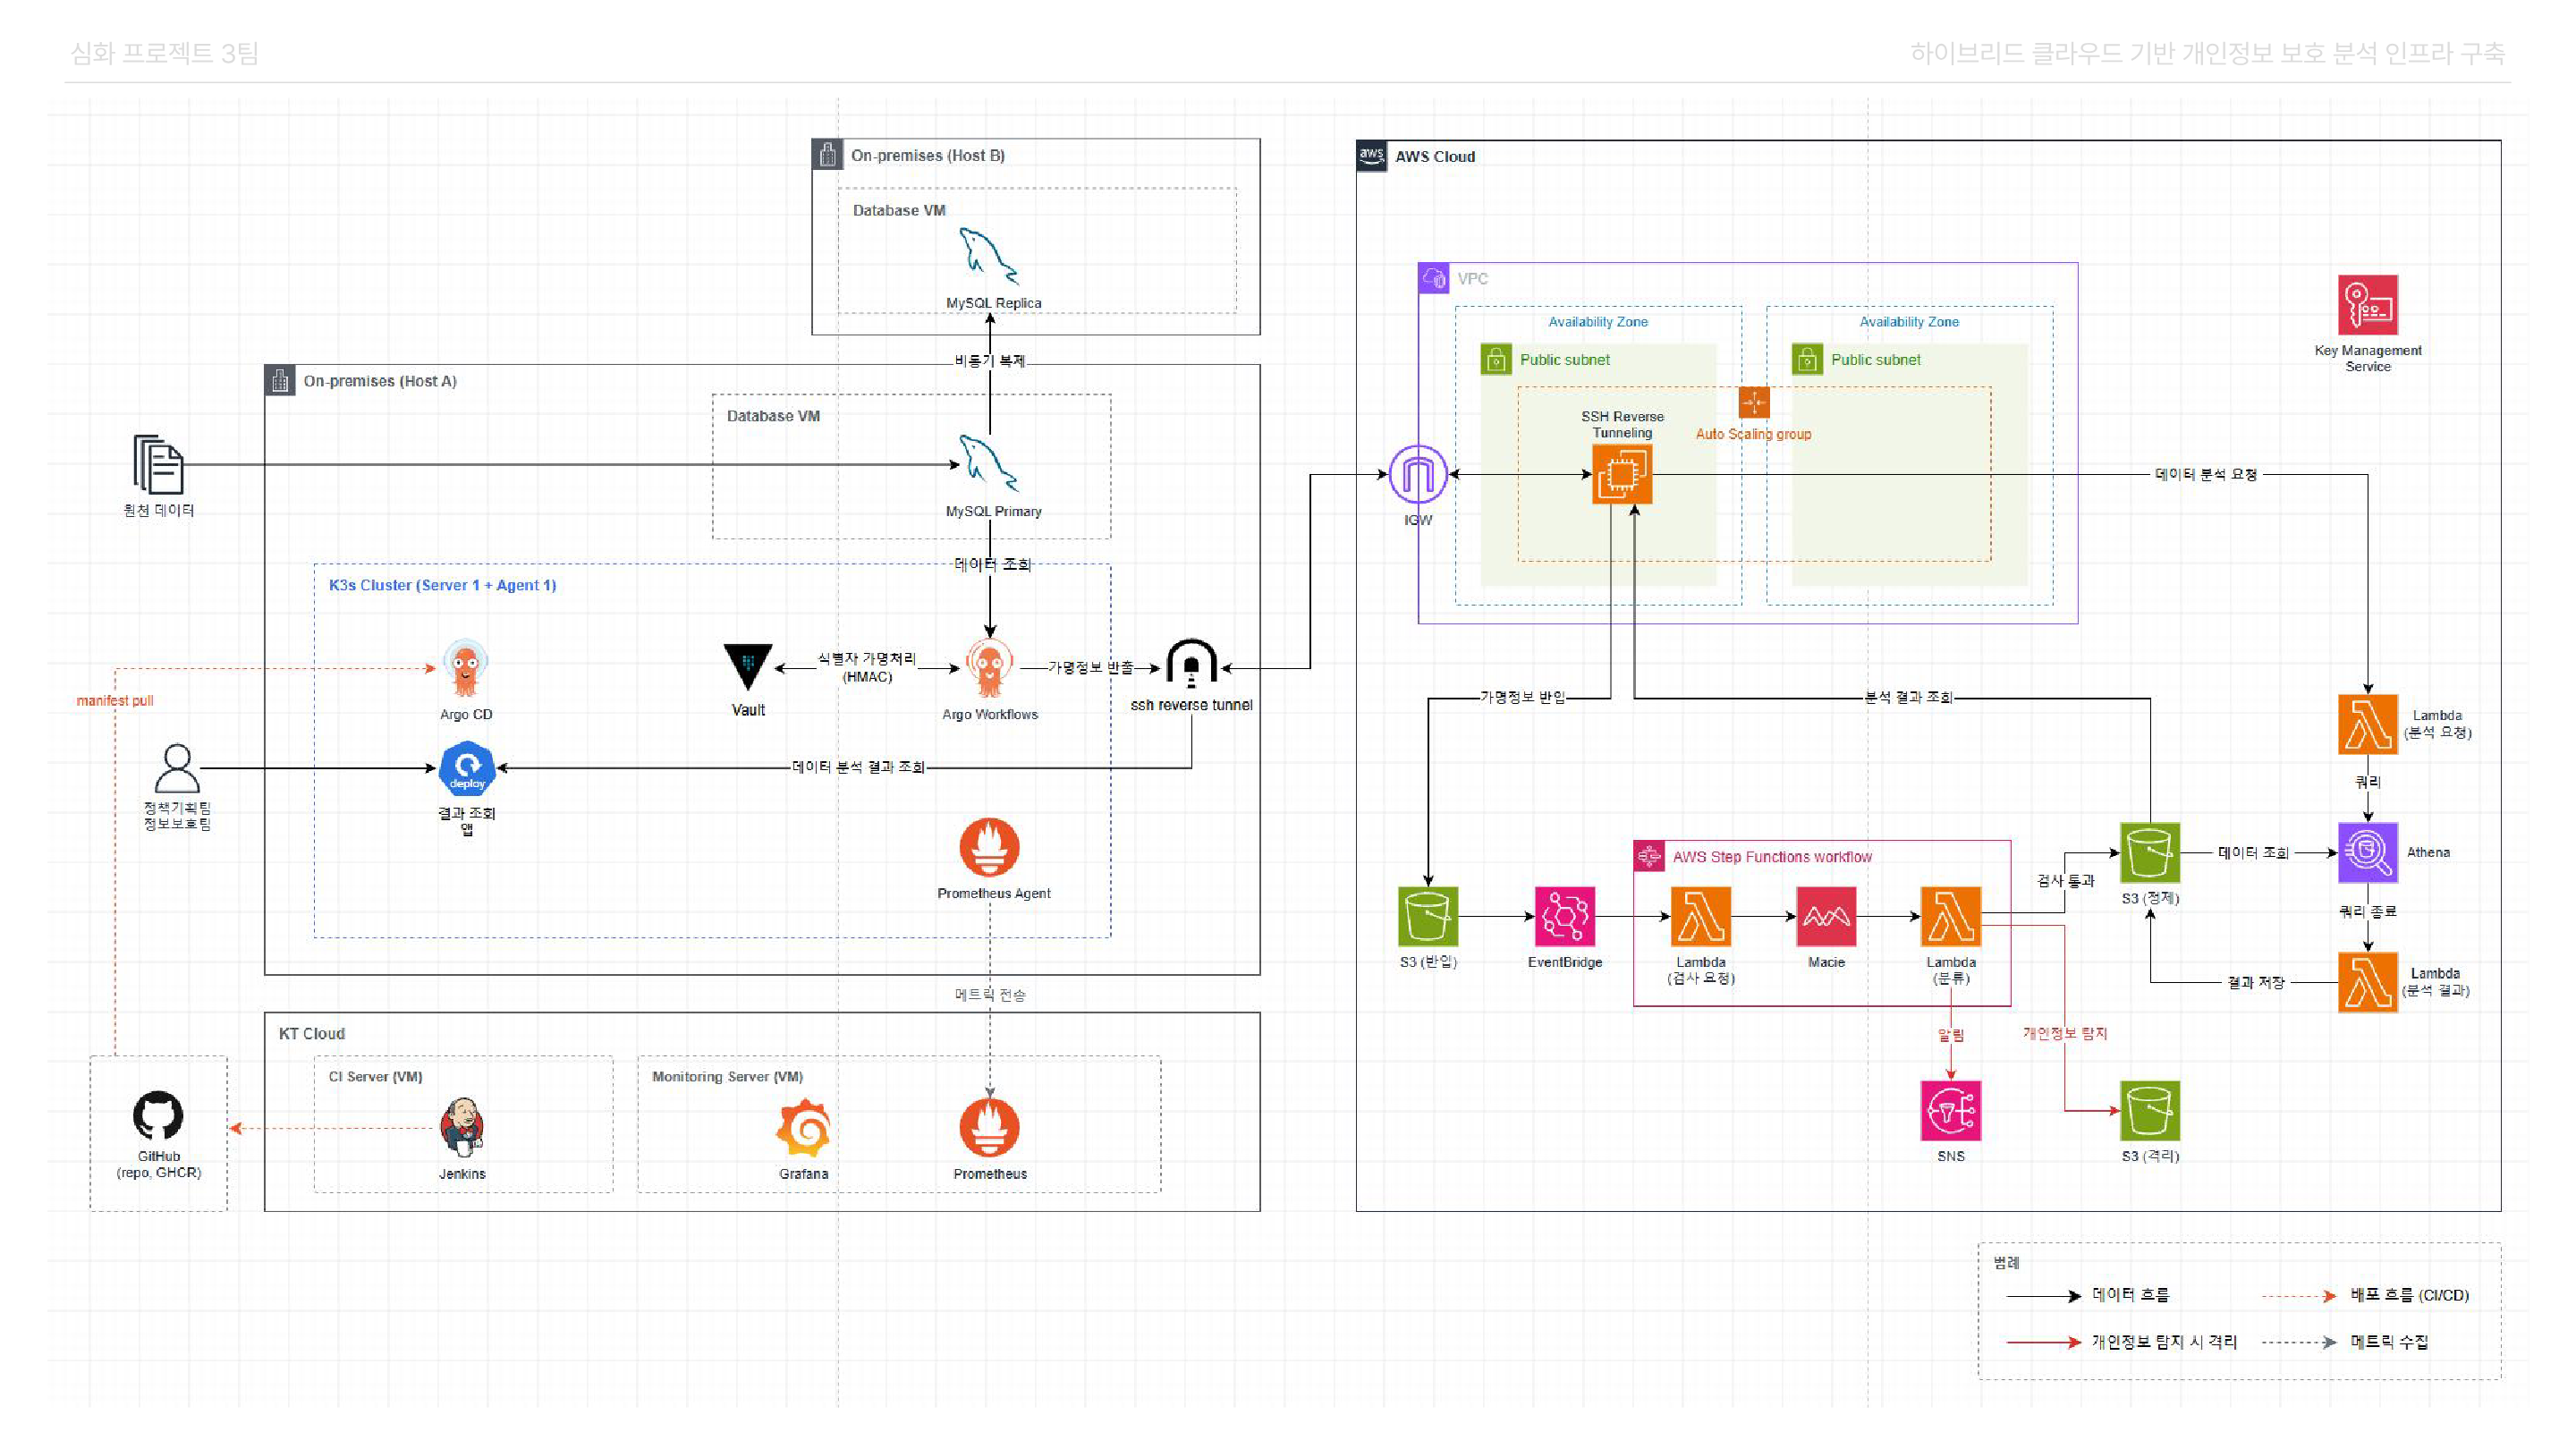 심화 프로젝트 3팀
하이브리드 클라우드 기반 개인정보 보호 분석 인프라 구축
On-premises (Host B)
Database VM
MySQL Replica
비동기 복제
On-premises (Host A)
Database VM
MySQL Primary
원천 데이터
데이터 조회
K3s Cluster (Server 1 + Agent 1)
manifest pull
Argo CD
Vault
식별자 가명처리
(HMAC)
Argo Workflows
가명정보 반출
ssh reverse tunnel
정책기획팀
정보보호팀
deploy
결과 조회
앱
데이터 분석 결과 조회
Prometheus Agent
메트릭 전송
KT Cloud
CI Server (VM)
Jenkins
Monitoring Server (VM)
Grafana
Prometheus
GitHub
(repo, GHCR)
aws
AWS Cloud
VPC
Availability Zone
Availability Zone
Public subnet
Public subnet
SSH Reverse
Tunneling
Auto Scaling group
IGW
Key Management
Service
데이터 분석 요청
가명정보 반입
분석 결과 조회
Lambda
(분석 요청)
쿼리
AWS Step Functions workflow
S3 (반입)
EventBridge
Lambda
(검사 요청)
Macie
Lambda
(분류)
검사 통과
S3 (정제)
데이터 조회
Athena
쿼리 종료
결과 저장
Lambda
(분석 결과)
알림
개인정보 탐지
SNS
S3 (격리)
범례
데이터 흐름
배포 흐름 (CI/CD)
개인정보 탐지 시 격리
메트릭 수집